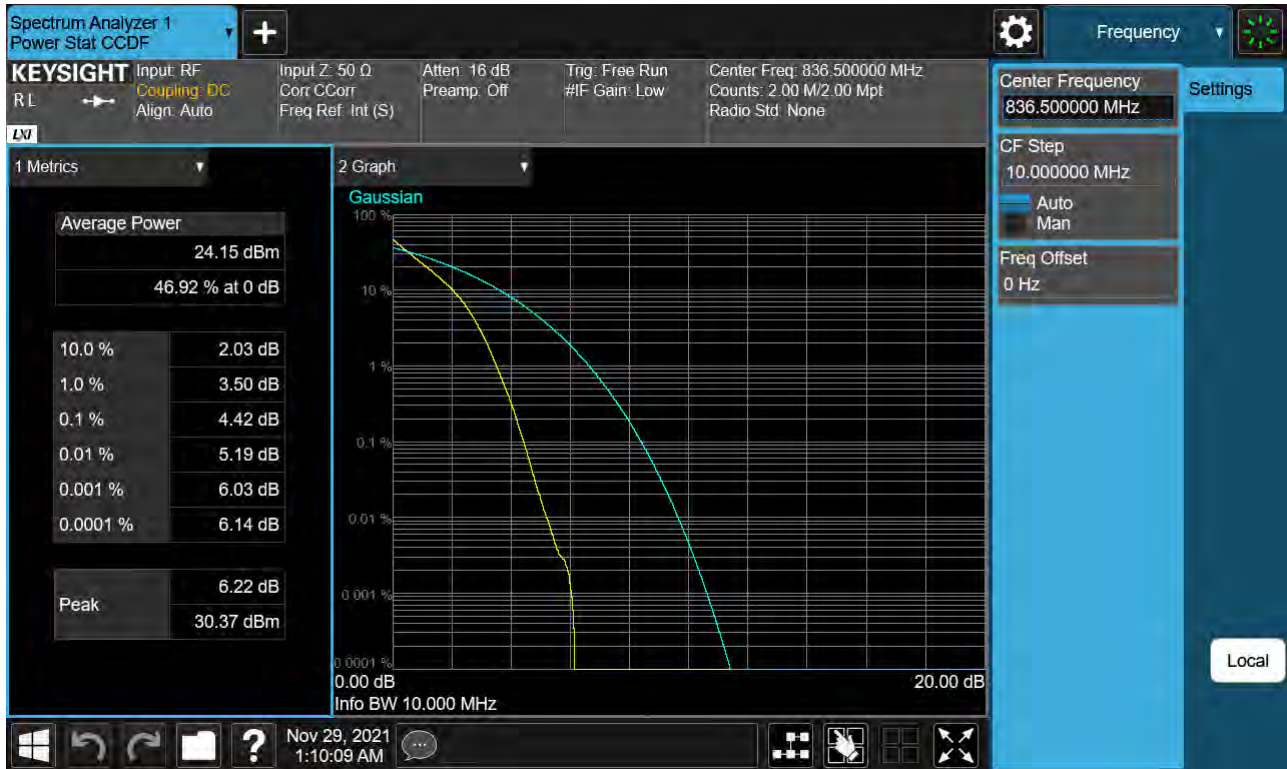 Spectrum Analyzer 1
Power Stat CCDF
+
Frequency
KEYSIGHT
RL
LXI
Input: RF
Coupling: DC
Align: Auto
Input Z: 50 Ω
Corr CCorr
Freq Ref: Int (S)
Atten: 16 dB
Preamp: Off
Trig: Free Run
#IF Gain: Low
Center Freq: 836.500000 MHz
Counts: 2.00 M/2.00 Mpt
Radio Std: None
Center Frequency
836.500000 MHz
Settings
CF Step
10.000000 MHz
Auto
Man
Freq Offset
0 Hz
1 Metrics
Average Power
24.15 dBm
46.92 % at 0 dB
10.0 % 2.03 dB
1.0 % 3.50 dB
0.1 % 4.42 dB
0.01 % 5.19 dB
0.001 % 6.03 dB
0.0001 % 6.14 dB
Peak
6.22 dB
30.37 dBm
2 Graph
Gaussian
100 %
10 %
1 %
0.1 %
0.01 %
0.001 %
0.0001 %
0.00 dB 20.00 dB
Info BW 10.000 MHz
Local
?
Nov 29, 2021
1:10:09 AM